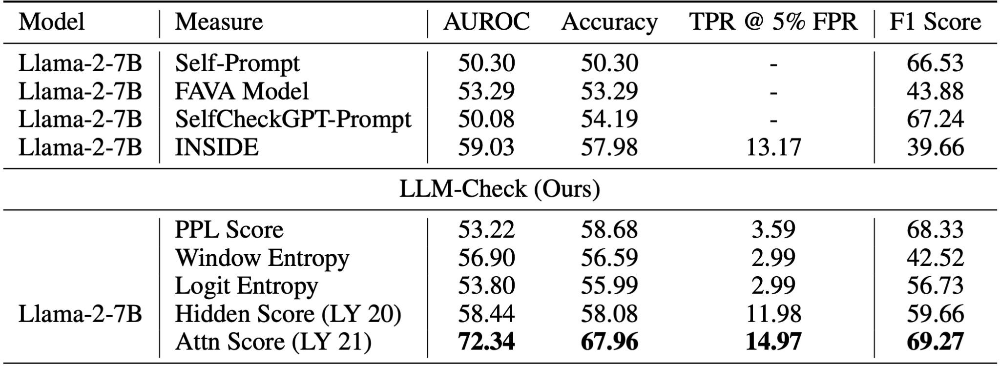 Model Measure AUROC Accuracy TPR @ 5% FPR F1 Score
Llama-2-7B Self-Prompt 50.30 50.30 - 66.53
Llama-2-7B FAVA Model 53.29 53.29 - 43.88
Llama-2-7B SelfCheckGPT-Prompt 50.08 54.19 - 67.24
Llama-2-7B INSIDE 59.03 57.98 13.17 39.66
LLM-Check (Ours)
PPL Score 53.22 58.68 3.59 68.33
Window Entropy 56.90 56.59 2.99 42.52
Logit Entropy 53.80 55.99 2.99 56.73
Llama-2-7B Hidden Score (LY 20) 58.44 58.08 11.98 59.66
Attn Score (LY 21) 72.34 67.96 14.97 69.27